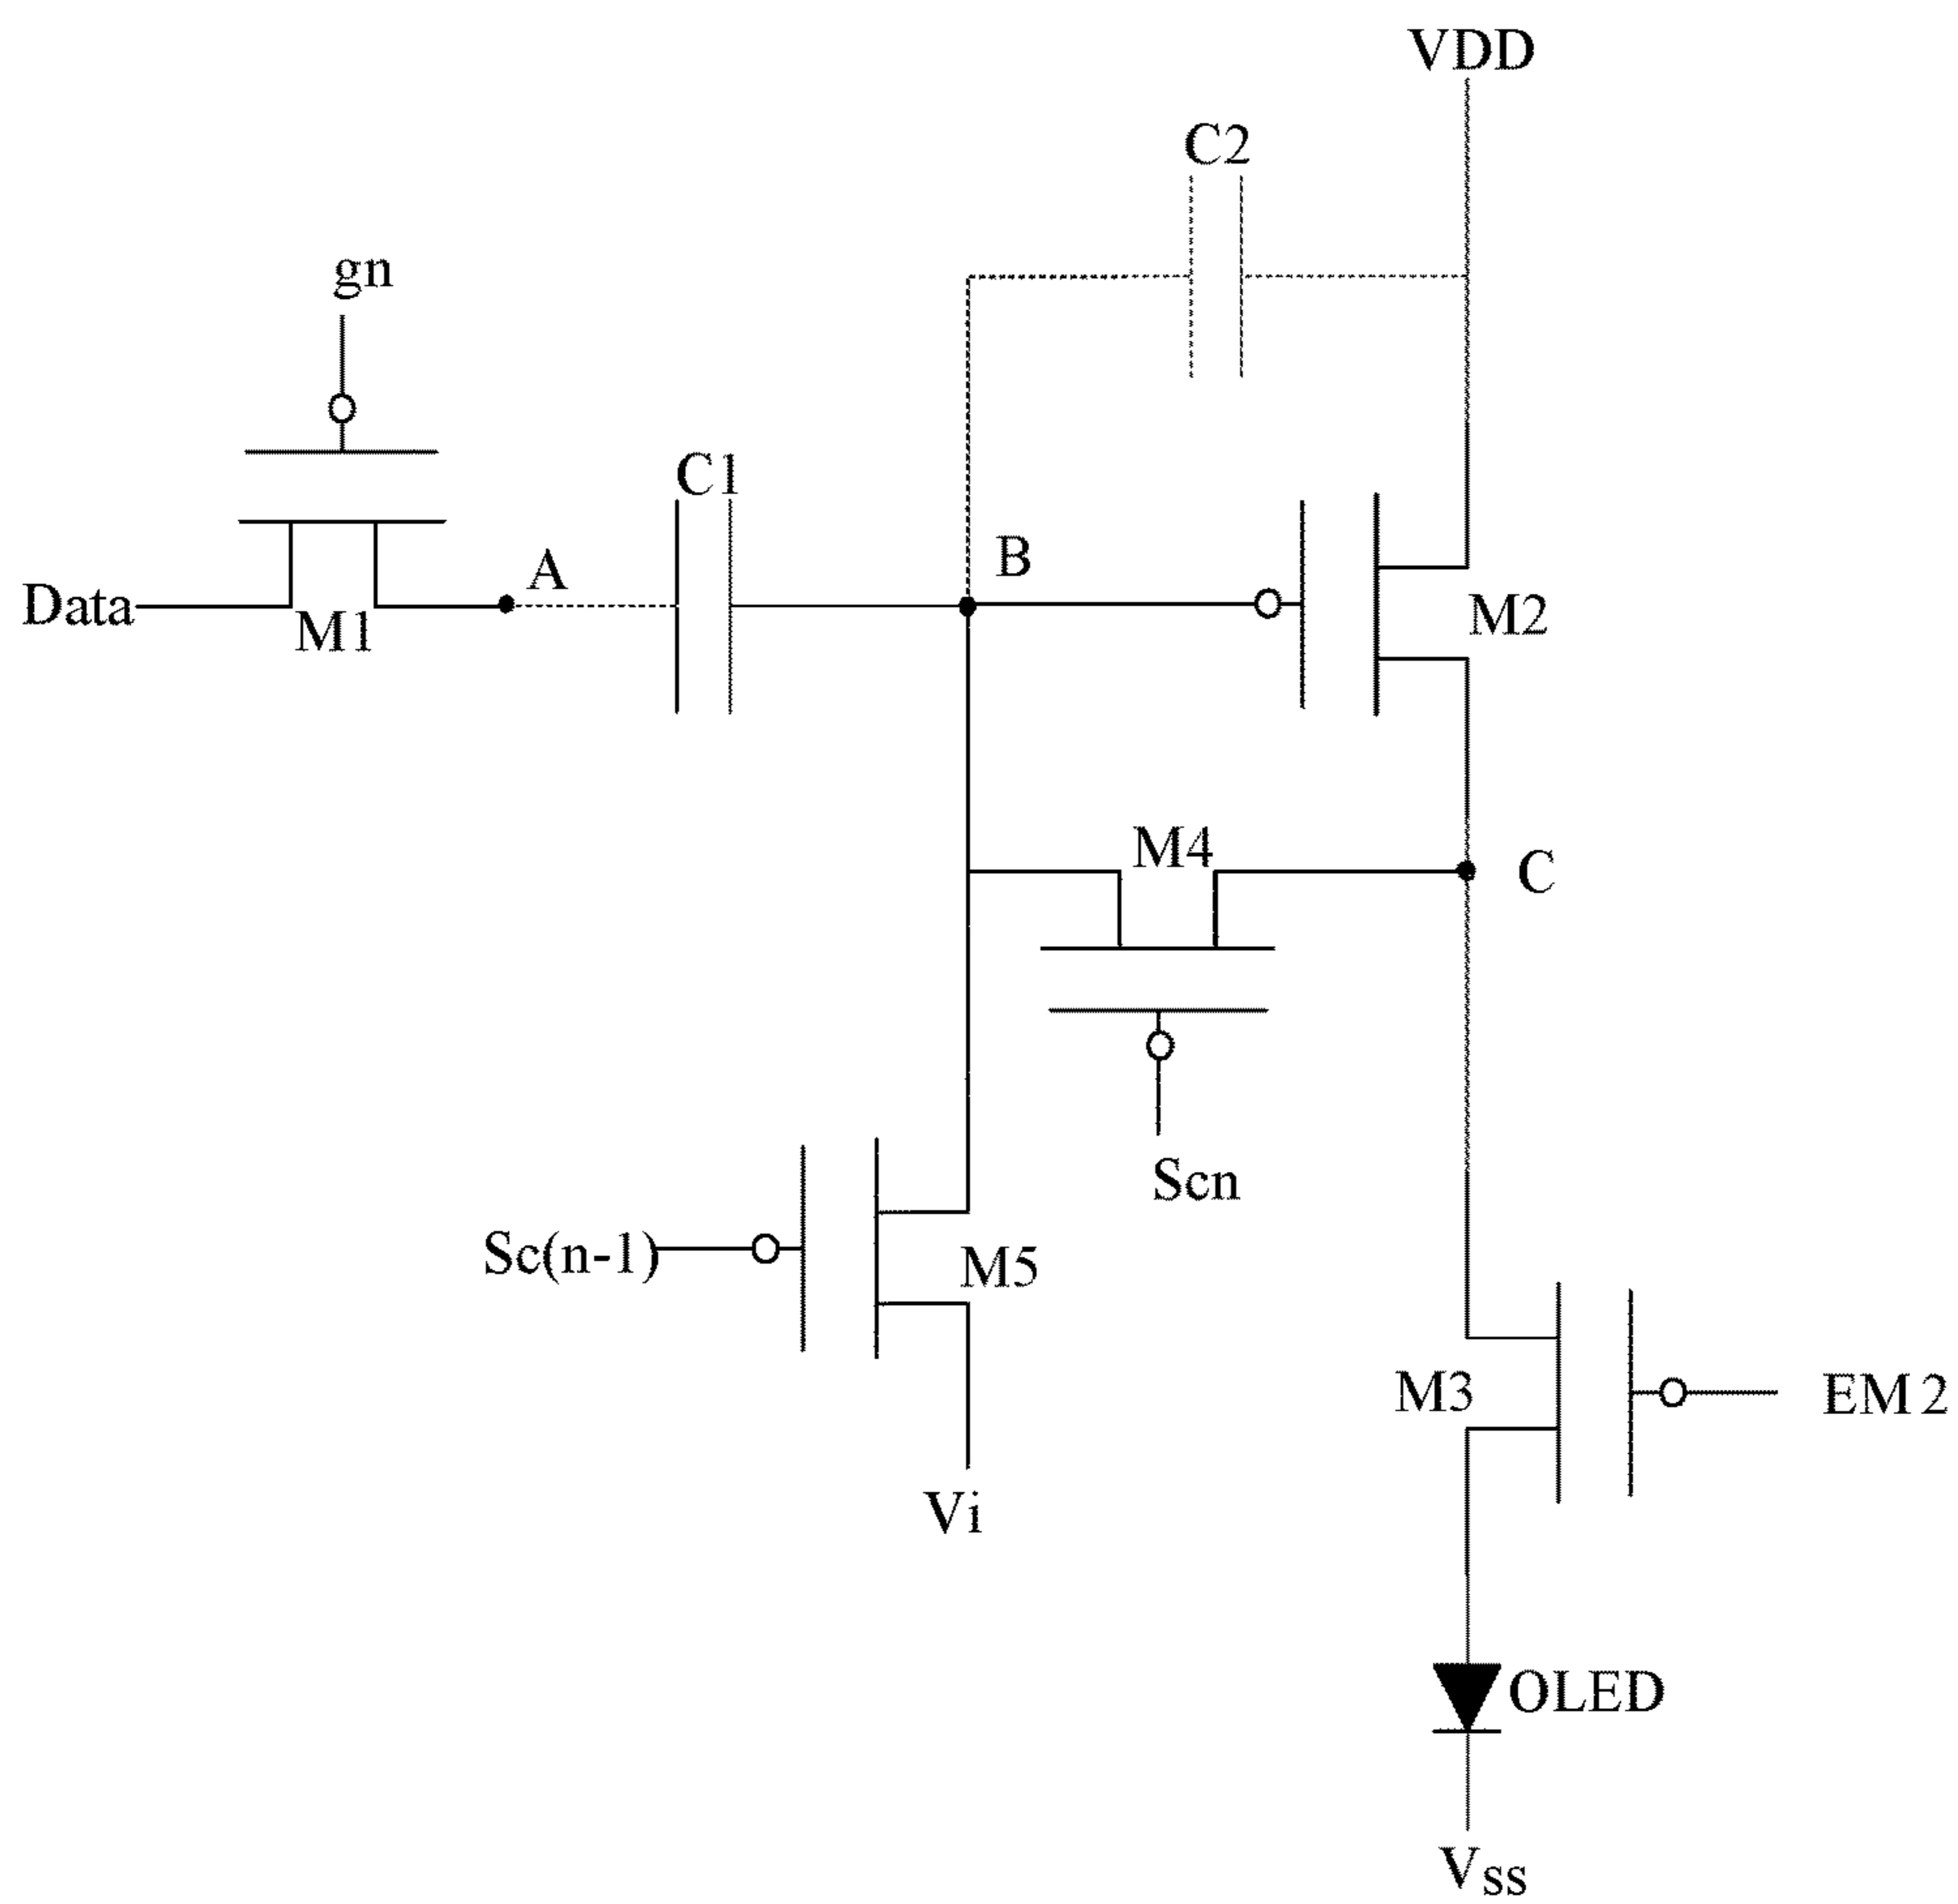 VDD
C2
gn
C1
A
B
Data
M1
M2
M4
C
Scn
Sc(n-1)
M5
M3
EM2
Vi
OLED
VSS